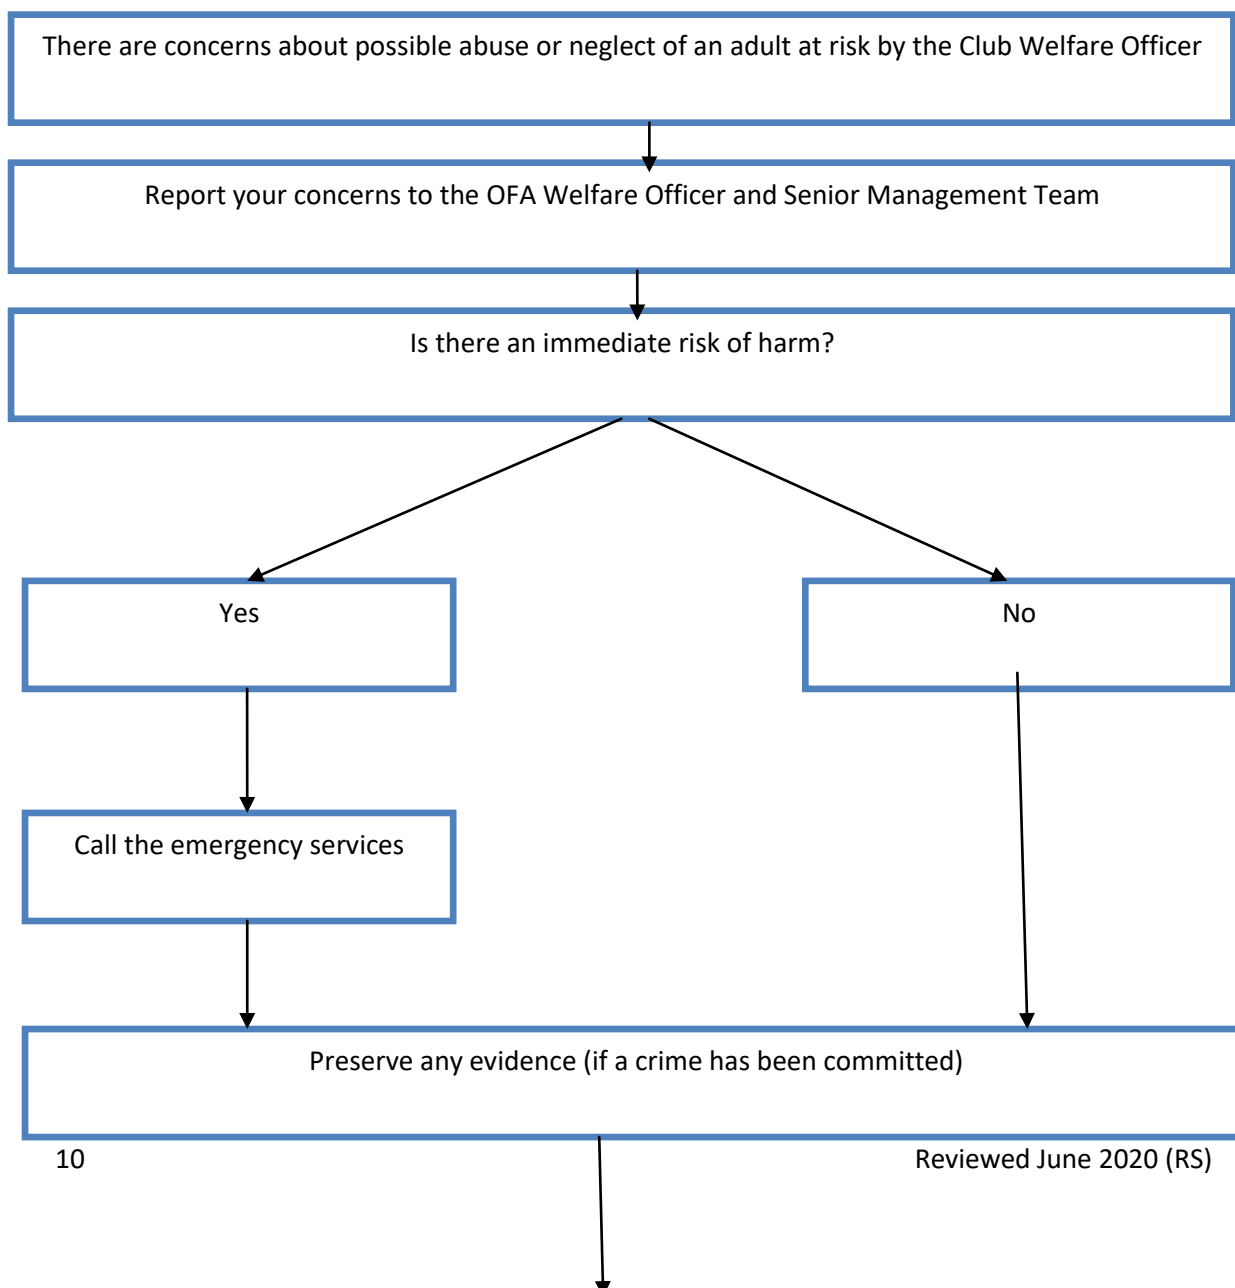 There are concerns about possible abuse or neglect of an adult at risk by the Club Welfare Officer
Report your concerns to the OFA Welfare Officer and Senior Management Team
Is there an immediate risk of harm?
Yes
No
Call the emergency services
Preserve any evidence (if a crime has been committed)
10
Reviewed June 2020 (RS)